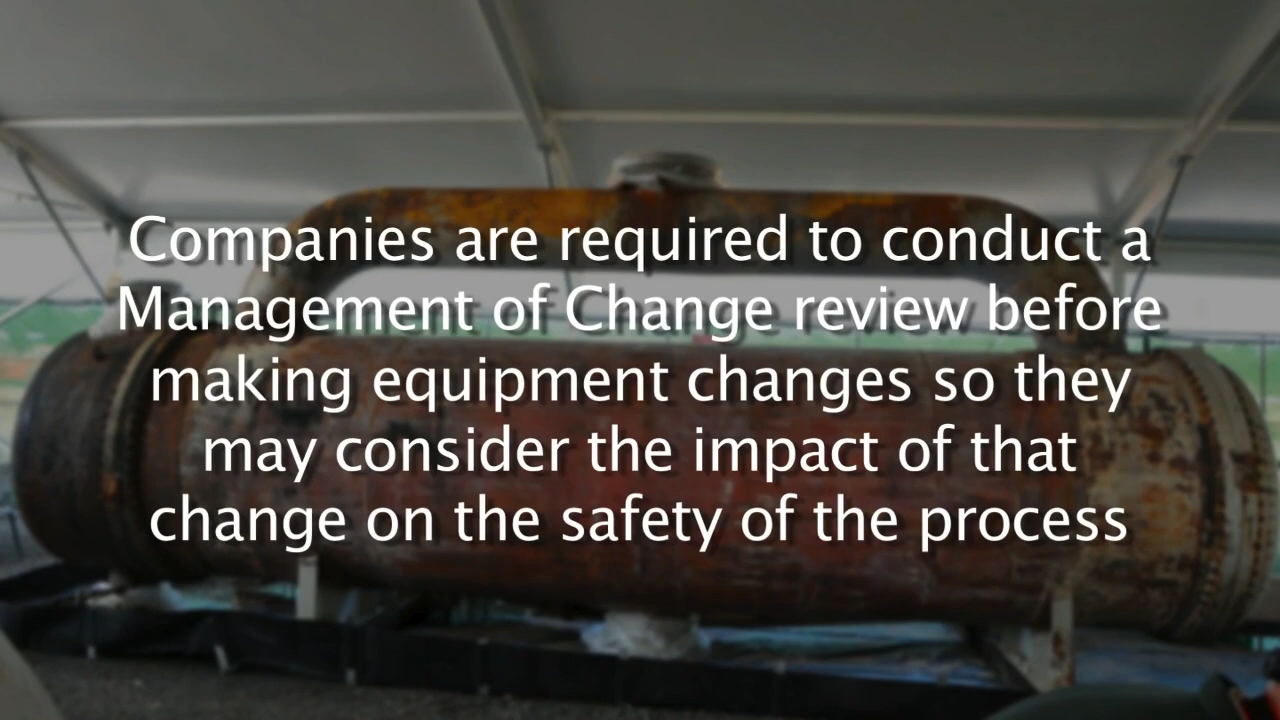 Companies are required to conduct a
Management of Change review before
making equipment changes so they
may consider the impact of that
change on the safety of the process